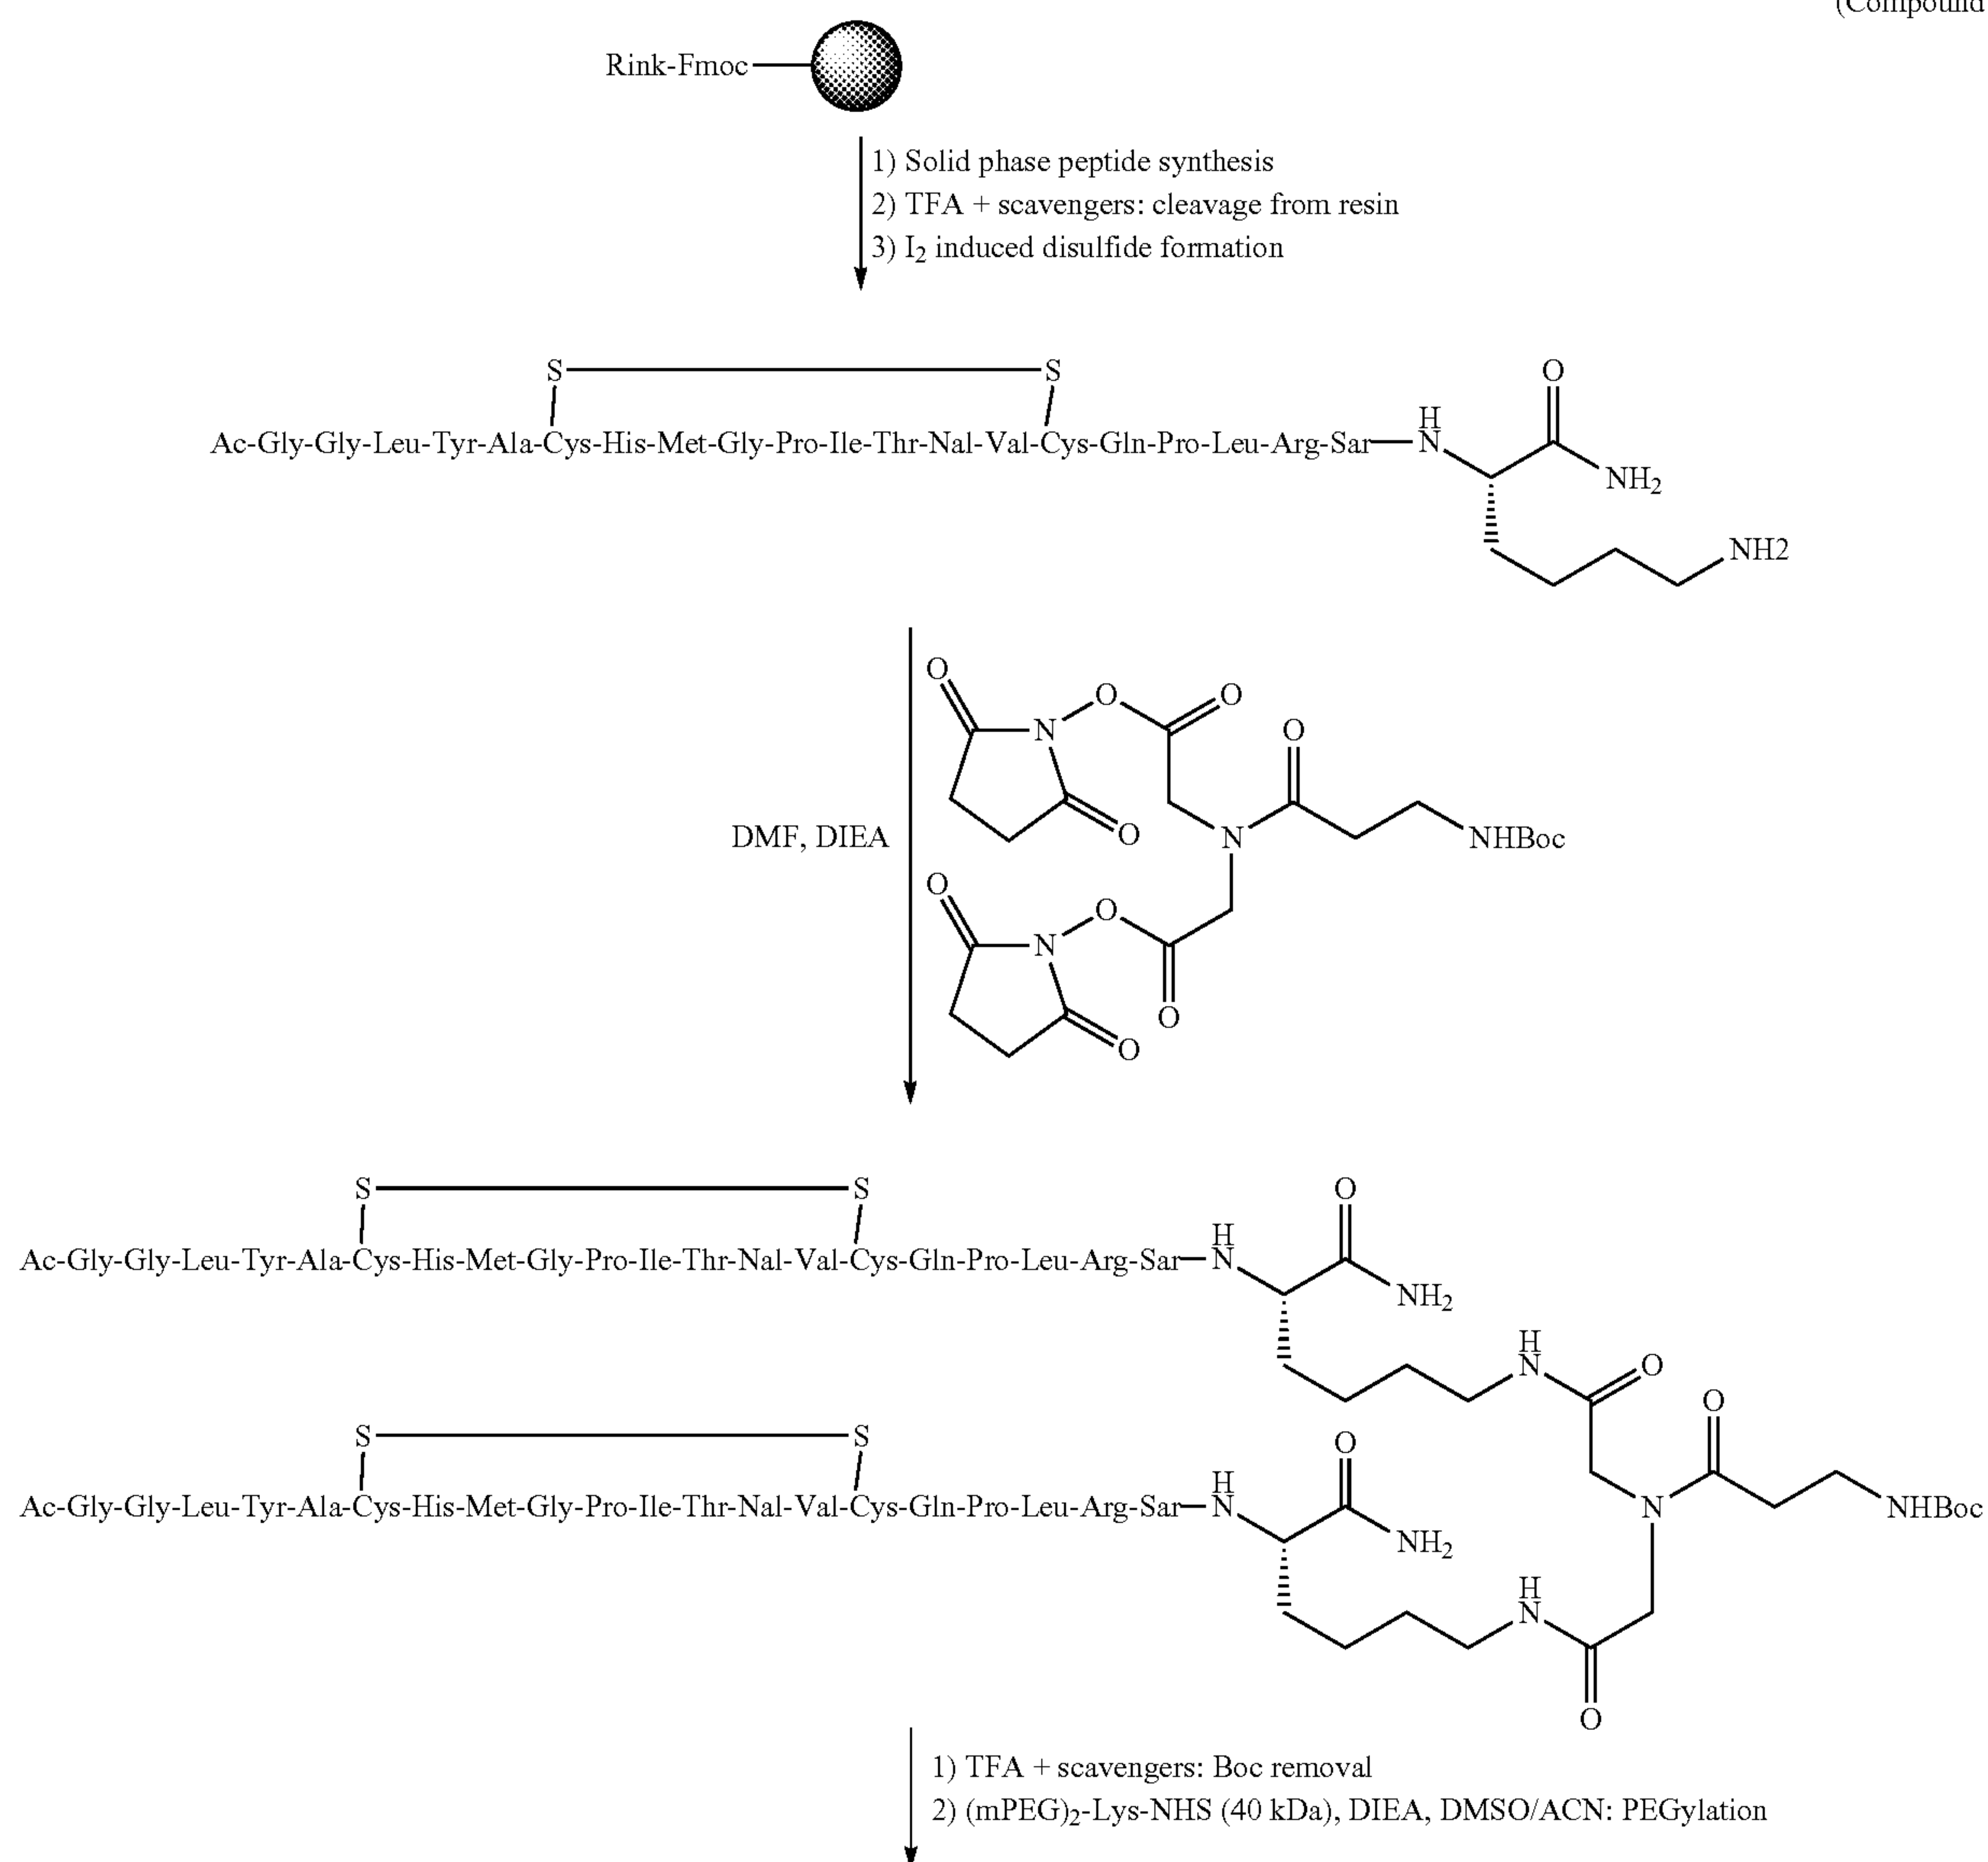 (Compound
Rink-Fmoc
1) Solid phase peptide synthesis
2) TFA + scavengers: cleavage from resin
3) I2 induced disulfide formation
S S
O
Ac-Gly-Gly-Leu-Tyr-Ala-Cys-His-Met-Gly-Pro-Ile-Thr-Nal-Val-Cys-Gln-Pro-Leu-Arg-Sar
H
N
NH2
NH2
O
O
O
N
O
O
N
NHBoc
O
DMF, DIEA
O
O
N
O
O
S S
O
Ac-Gly-Gly-Leu-Tyr-Ala-Cys-His-Met-Gly-Pro-Ile-Thr-Nal-Val-Cys-Gln-Pro-Leu-Arg-Sar
H
N
NH2
H
N
O
O
S S
O
Ac-Gly-Gly-Leu-Tyr-Ala-Cys-His-Met-Gly-Pro-Ile-Thr-Nal-Val-Cys-Gln-Pro-Leu-Arg-Sar
H
N
NH2
N
NHBoc
H
N
O
1) TFA + scavengers: Boc removal
2) (mPEG)2-Lys-NHS (40 kDa), DIEA, DMSO/ACN: PEGylation